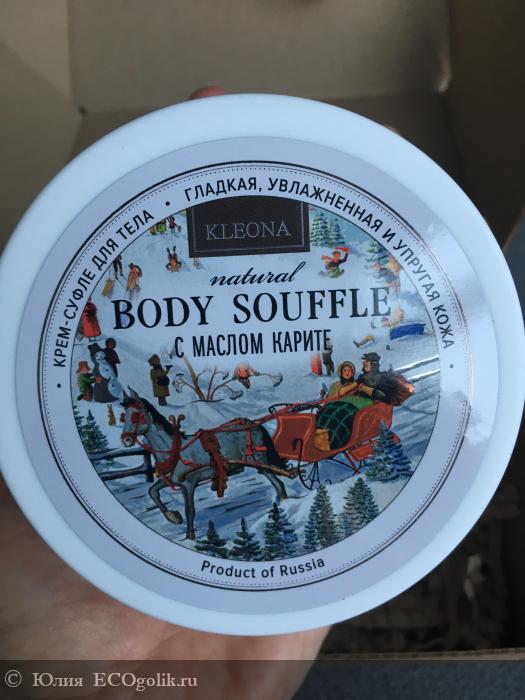 • КРЕМ-СУФЛЕ ДЛЯ ТЕЛА • ГЛАДКАЯ, УВЛАЖНЕННАЯ И УПРУГАЯ КОЖА •
KLEONA
natural
BODY SOUFFLE
С МАСЛОМ КАРИТЕ
Product of Russia
© Юлия ECOgolik.ru